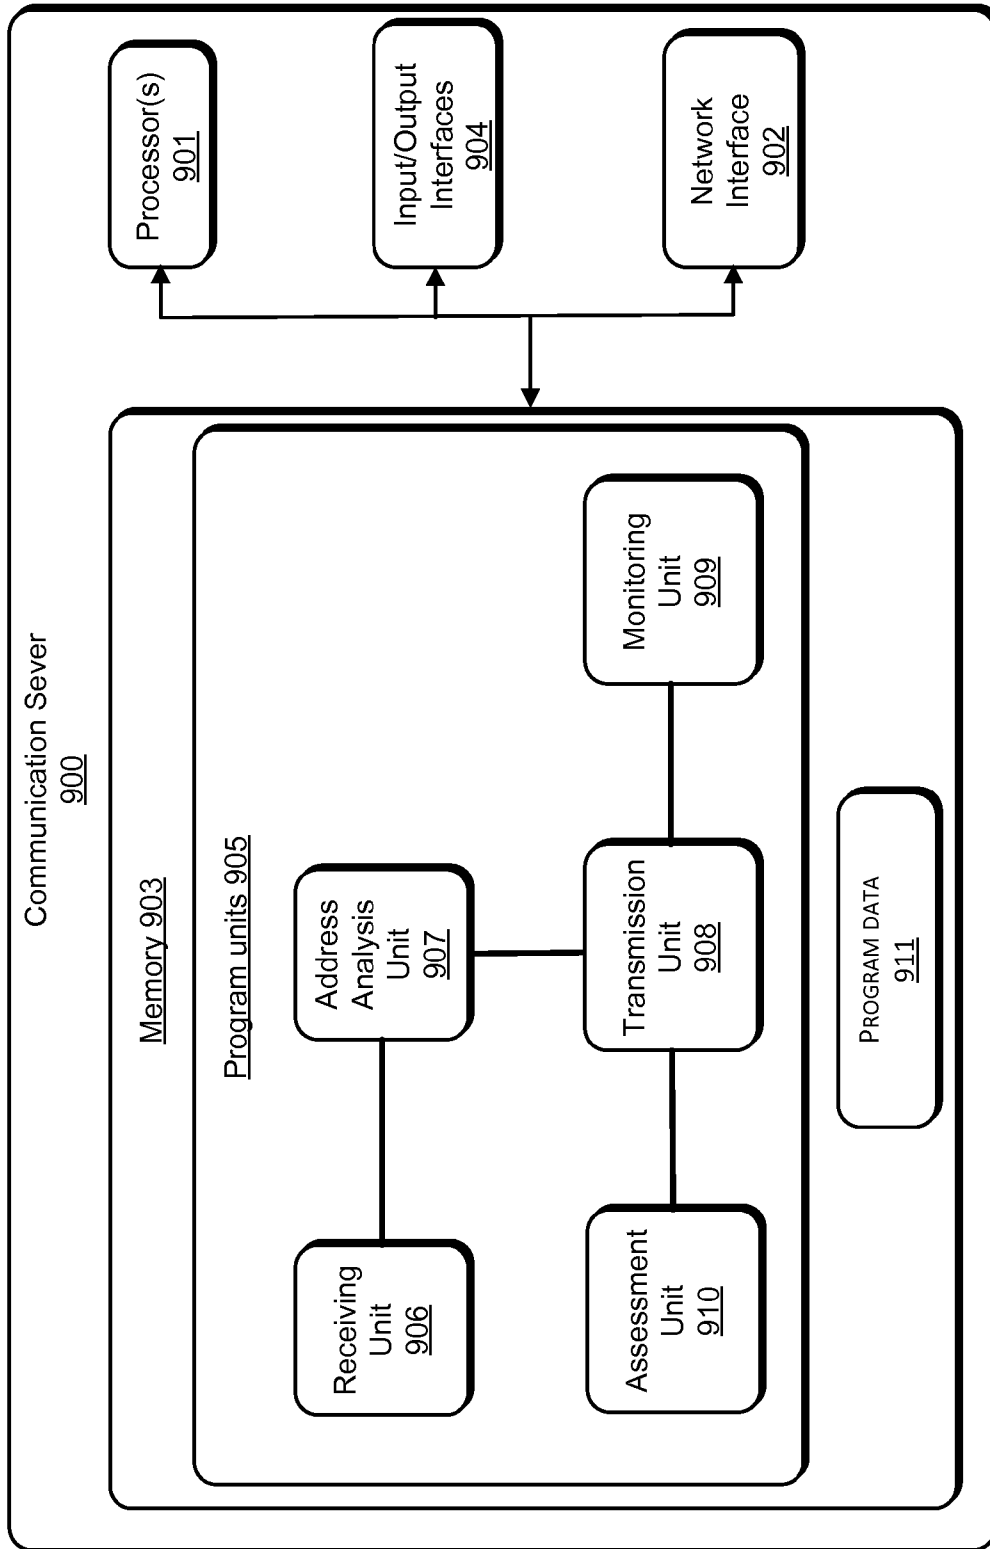 Communication Sever
900
Memory 903
Program units 905
Receiving
Unit
906
Address
Analysis
Unit
907
Assessment
Unit
910
Transmission
Unit
908
Monitoring
Unit
909
PROGRAM DATA
911
Processor(s)
901
Input/Output
Interfaces
904
Network
Interface
902